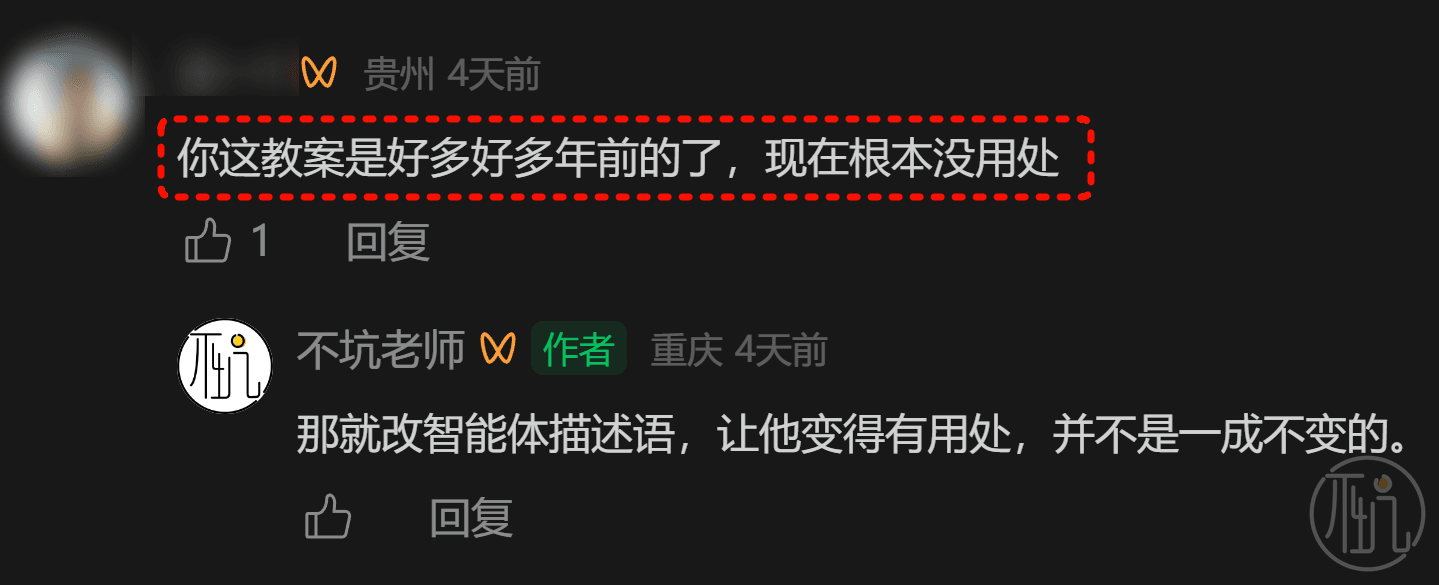 贵州 4天前
你这教案是好多好多年前的了，现在根本没用处
1 回复
不坑老师 作者 重庆 4天前
那就改智能体描述语，让他变得有用处，并不是一成不变的。
回复